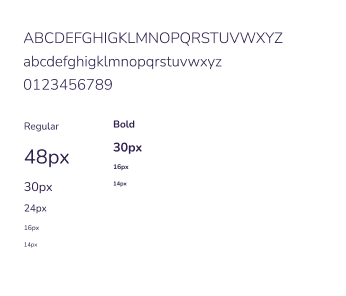 ABCDEFGHIGKLMNOPQRSTUVWXYZ
abcdefghigklmnopqrstuvwxyz
0123456789
Regular
48px
30px
24px
16px
14px
Bold
30px
16px
14px